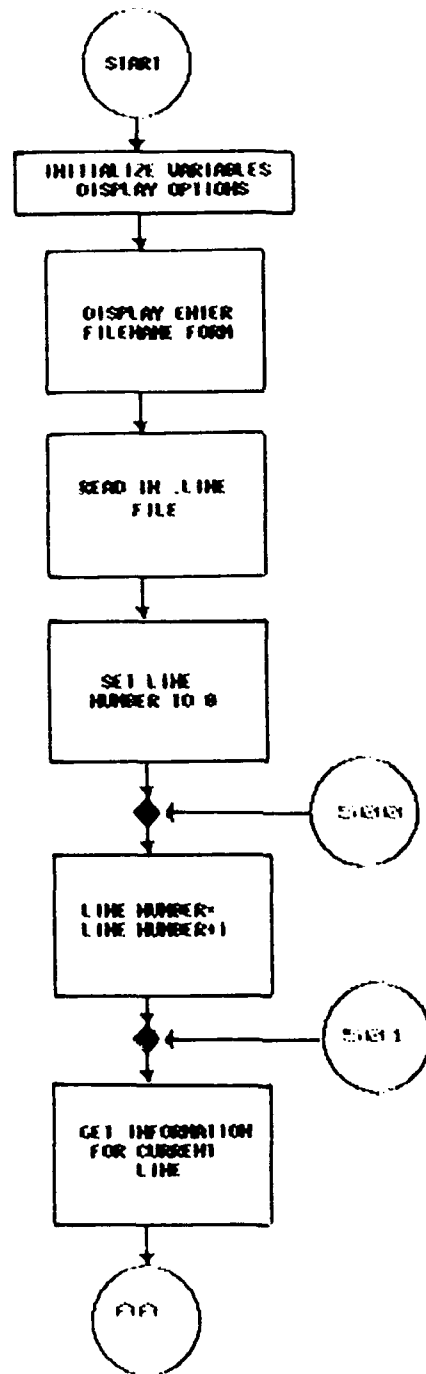 START
INITIALIZE VARIABLES
DISPLAY OPTIONS
DISPLAY ENTER
FILENAME FORM
READ IN .LINE
FILE
SET LINE
NUMBER TO 0
LINE NUMBER=
LINE NUMBER+1
GET INFORMATION
FOR CURRENT
LINE